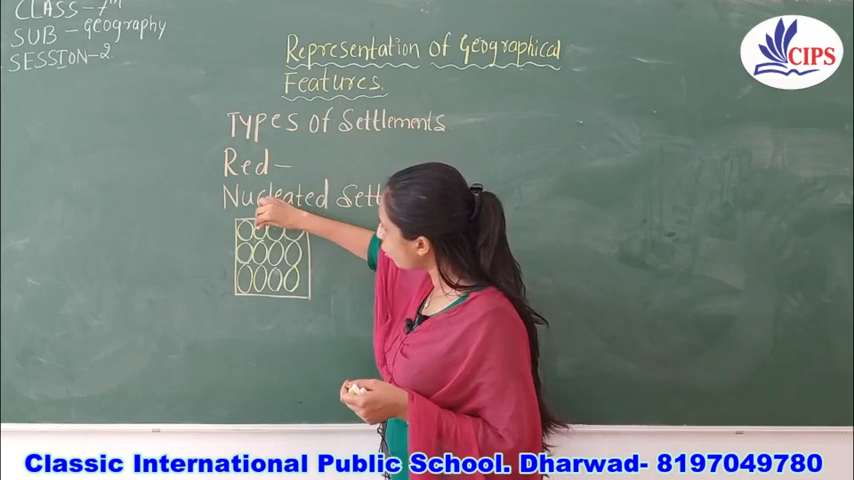 CLASS - 7th
SUB - Geography
SESSION - 2
Representation of Geographical
Features.
Types of Settlements
Red -
Nucleated
CIPS
Classic International Public School. Dharwad- 8197049780